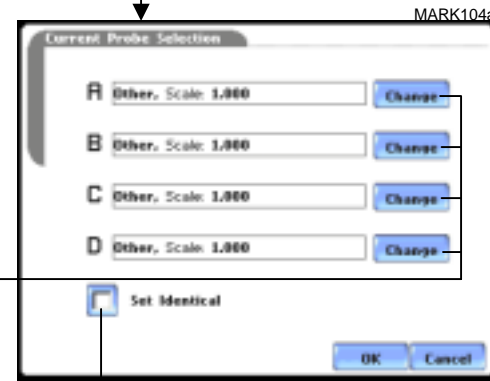 MARK104a
Current Probe Selection
A Other, Scale: 1.000 Change
B Other, Scale: 1.000 Change
C Other, Scale: 1.000 Change
D Other, Scale: 1.000 Change
Set Identical
OK Cancel